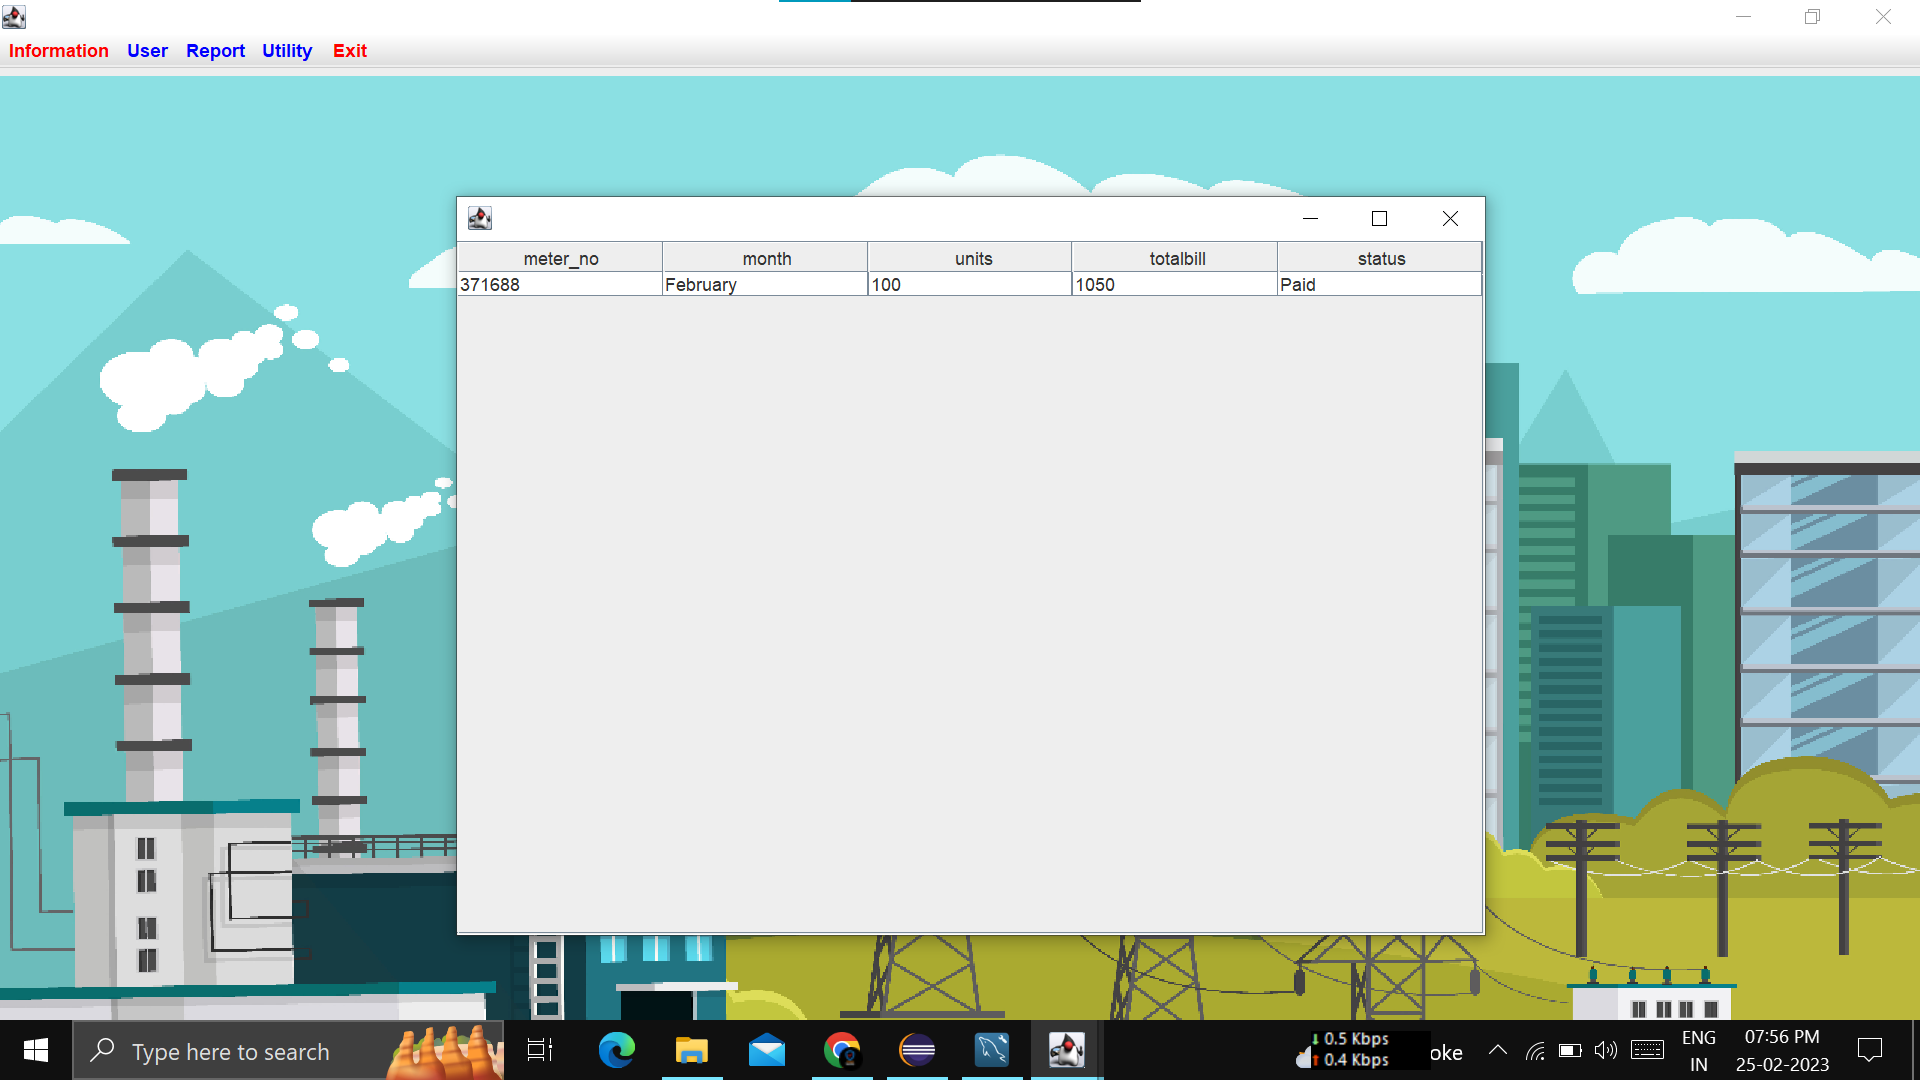 Information User Report Utility Exit
meter_no month units totalbill status
371688 February 100 1050 Paid
Type here to search
0.5 Kbps
0.4 Kbps
oke
ENG
IN
07:56 PM
25-02-2023